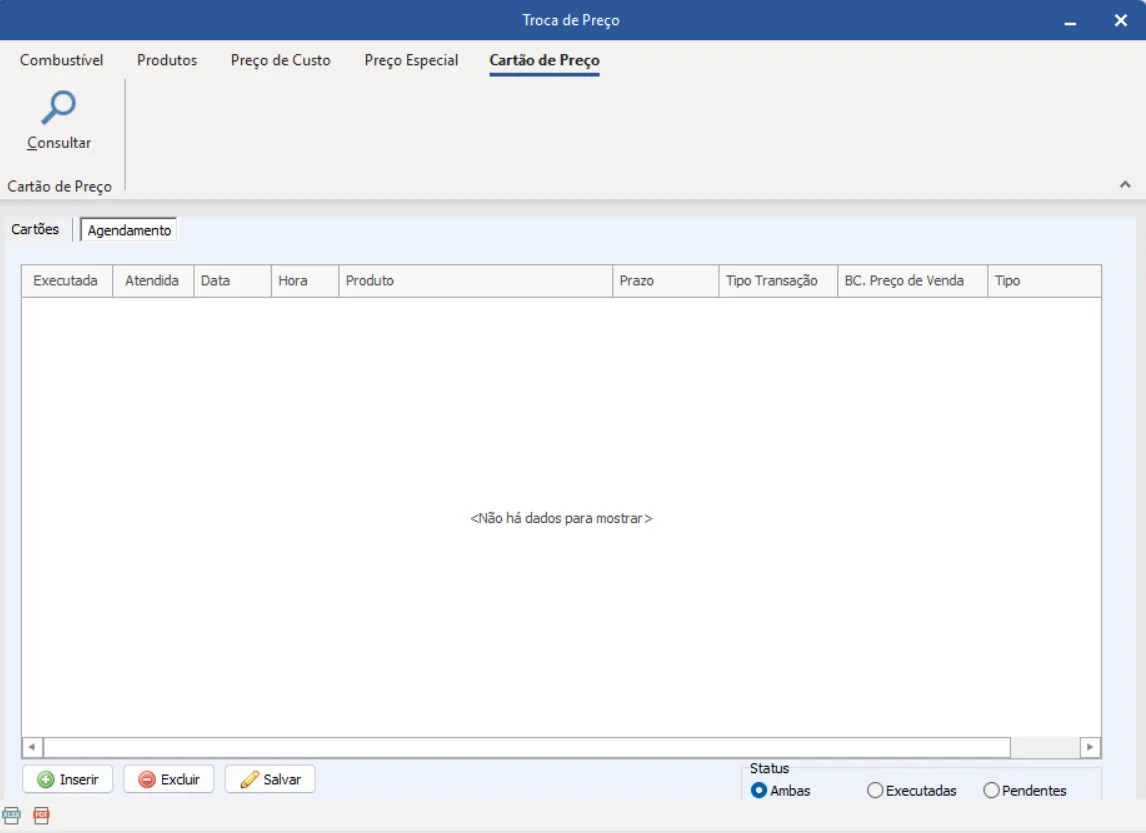 Troca de Preço
Combustível Produtos Preço de Custo Preço Especial Cartão de Preço
Consultar
Cartão de Preço
Cartões Agendamento
Executada Atendida Data Hora Produto Prazo Tipo Transação BC. Preço de Venda Tipo
<Não há dados para mostrar>
Inserir Excluir Salvar
Status
Ambas Executadas Pendentes
XLSX PDF